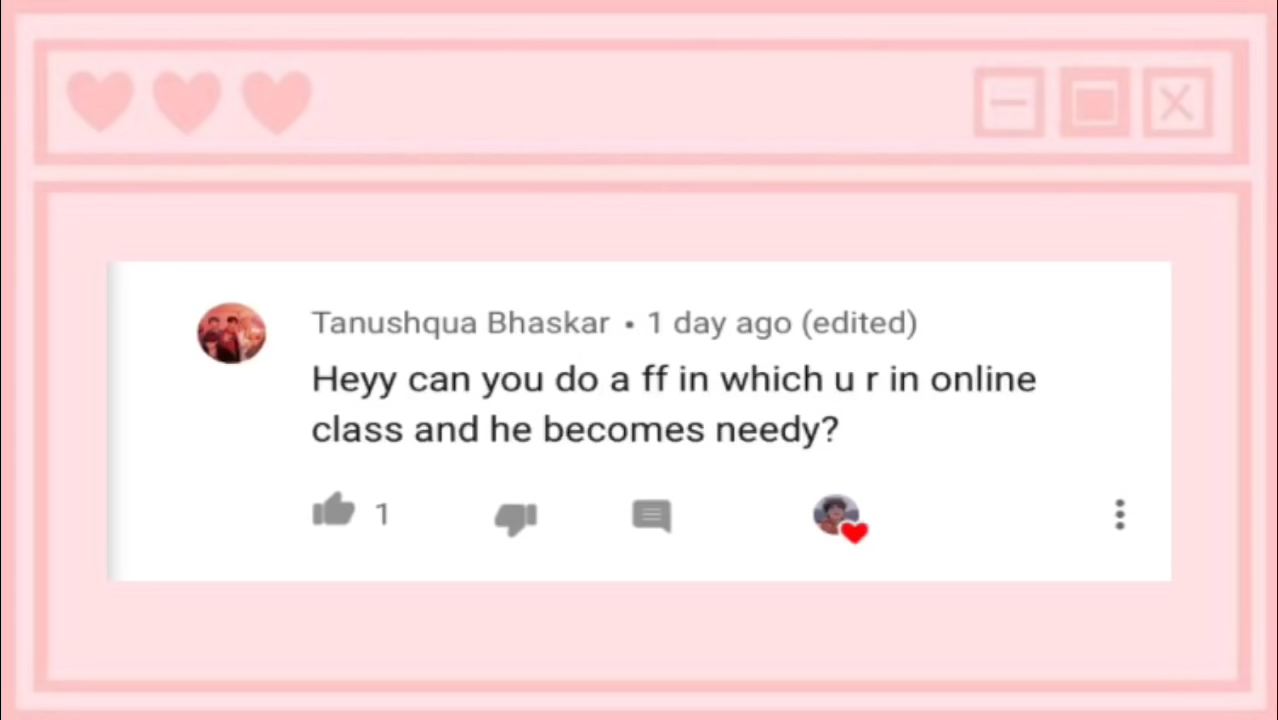 Tanushqua Bhaskar • 1 day ago (edited)
Heyy can you do a ff in which u r in online
class and he becomes needy?
1